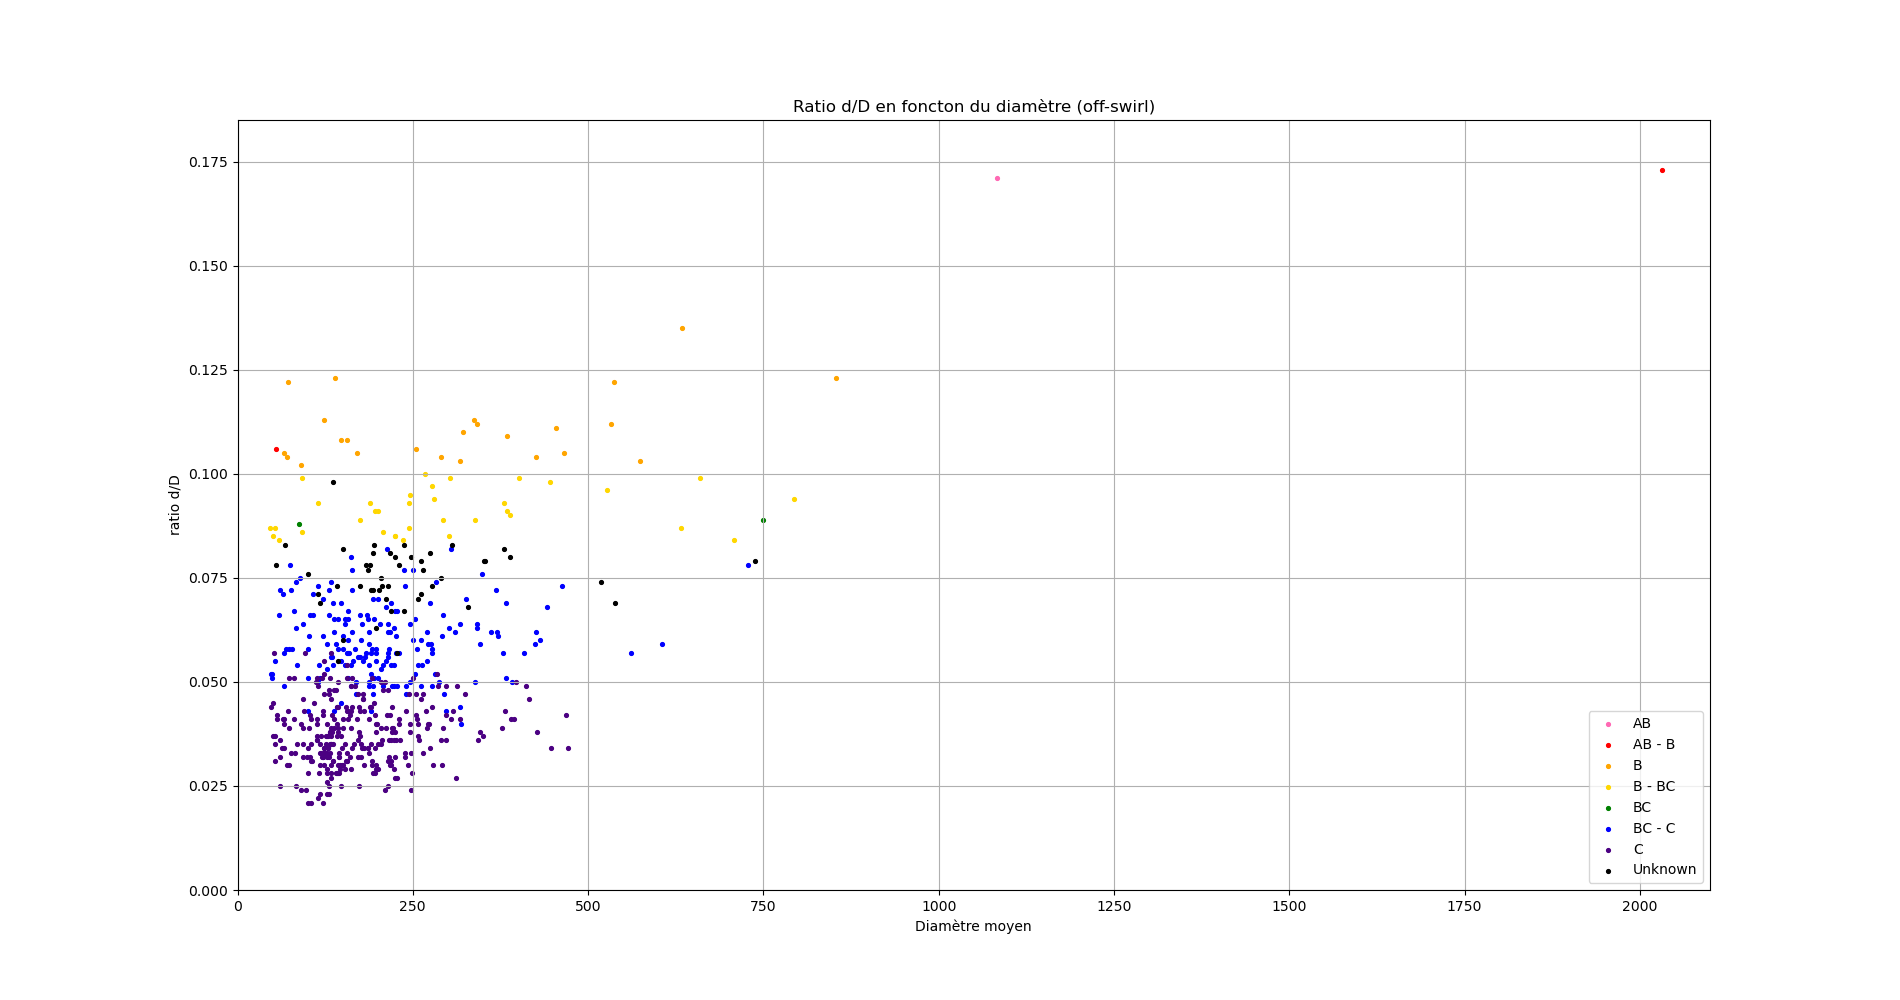 Ratio d/D en foncton du diamètre (off-swirl)
0.175
0.150
0.125
0.100
0.075
0.050
0.025
0.000
ratio d/D
AB
AB - B
B
B - BC
BC
BC - C
C
Unknown
0 250 500 750 1000 1250 1500 1750 2000
Diamètre moyen